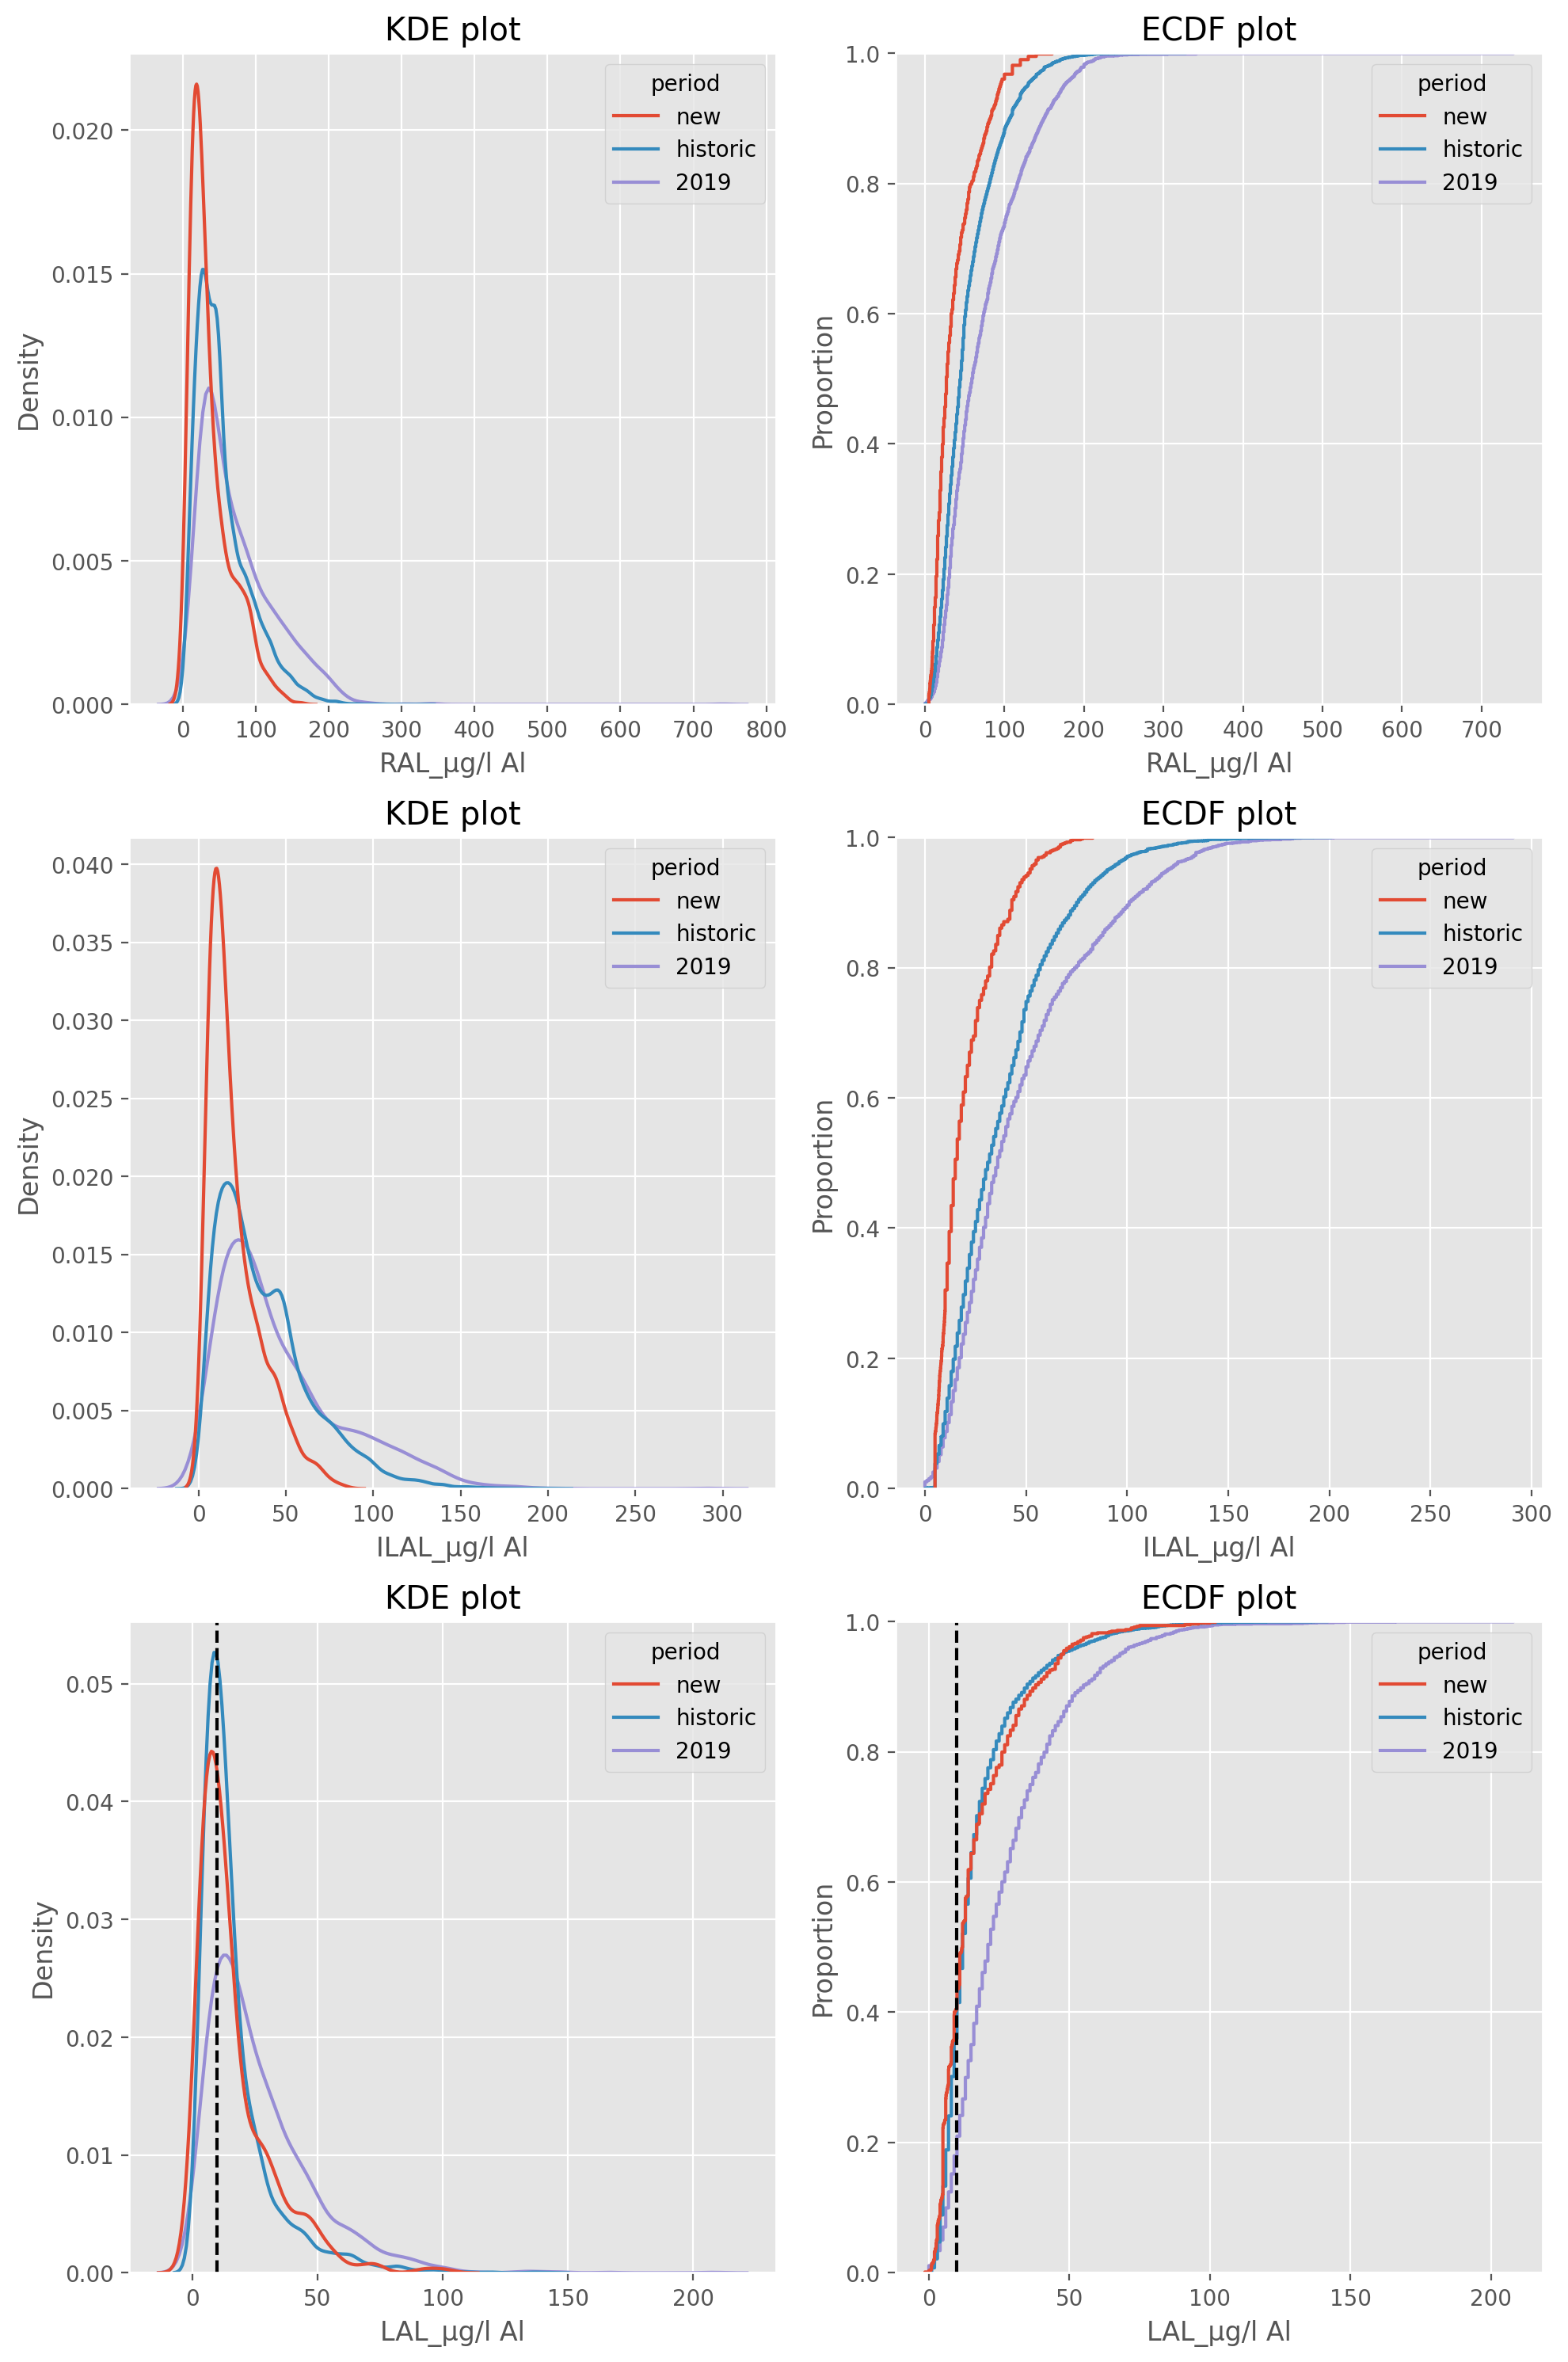 KDE plot
0.020
0.015
0.010
0.005
0.000
Density
0 100 200 300 400 500 600 700 800
RAL_µg/l Al
period
new
historic
2019
ECDF plot
1.0
0.8
0.6
0.4
0.2
0.0
Proportion
0 100 200 300 400 500 600 700
RAL_µg/l Al
period
new
historic
2019
KDE plot
0.040
0.035
0.030
0.025
0.020
0.015
0.010
0.005
0.000
Density
0 50 100 150 200 250 300
ILAL_µg/l Al
period
new
historic
2019
ECDF plot
1.0
0.8
0.6
0.4
0.2
0.0
Proportion
0 50 100 150 200 250 300
ILAL_µg/l Al
period
new
historic
2019
KDE plot
0.05
0.04
0.03
0.02
0.01
0.00
Density
0 50 100 150 200
LAL_µg/l Al
period
new
historic
2019
ECDF plot
1.0
0.8
0.6
0.4
0.2
0.0
Proportion
0 50 100 150 200
LAL_µg/l Al
period
new
historic
2019